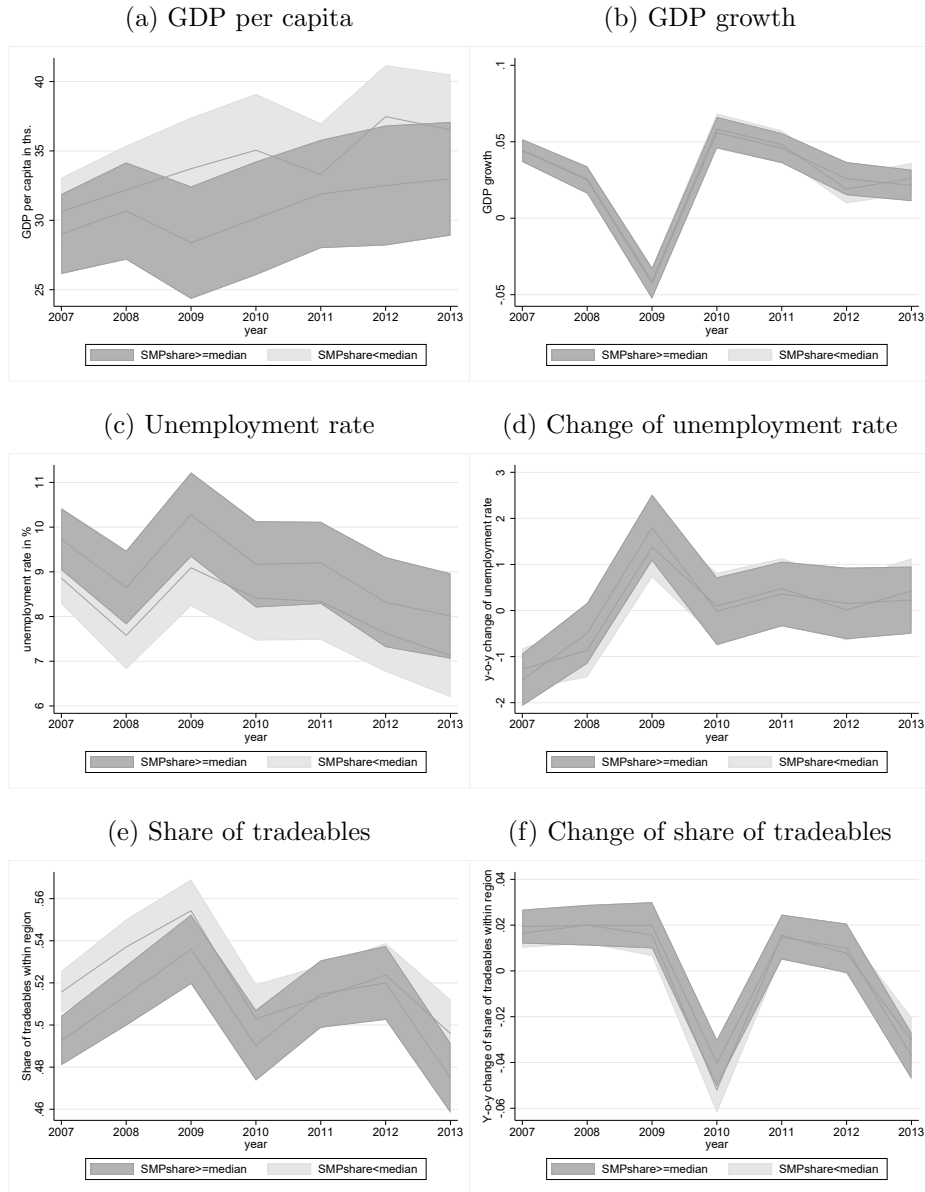 (a) GDP per capita
(b) GDP growth
GDP per capita in ths.
40
35
30
25
2007 2008 2009 2010 2011 2012 2013
year
SMPshare>=median SMPshare<median
GDP growth
.1
.05
0
-.05
2007 2008 2009 2010 2011 2012 2013
year
SMPshare>=median SMPshare<median
(c) Unemployment rate
(d) Change of unemployment rate
unemployment rate in %
11
10
9
8
7
6
2007 2008 2009 2010 2011 2012 2013
year
SMPshare>=median SMPshare<median
y-o-y change of unemployment rate
3
2
1
0
-1
-2
2007 2008 2009 2010 2011 2012 2013
year
SMPshare>=median SMPshare<median
(e) Share of tradeables
(f) Change of share of tradeables
Share of tradeables within region
.56
.54
.52
.5
.48
.46
2007 2008 2009 2010 2011 2012 2013
year
SMPshare>=median SMPshare<median
Y-o-y change of share of tradeables within region
.04
.02
0
-.02
-.04
-.06
2007 2008 2009 2010 2011 2012 2013
year
SMPshare>=median SMPshare<median